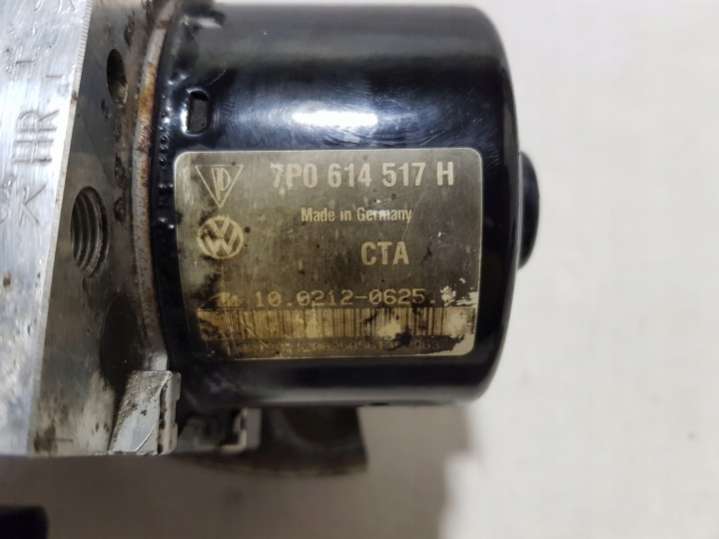 HR
7P0 614 517 H
Made in Germany
CTA
10.0212-0625.